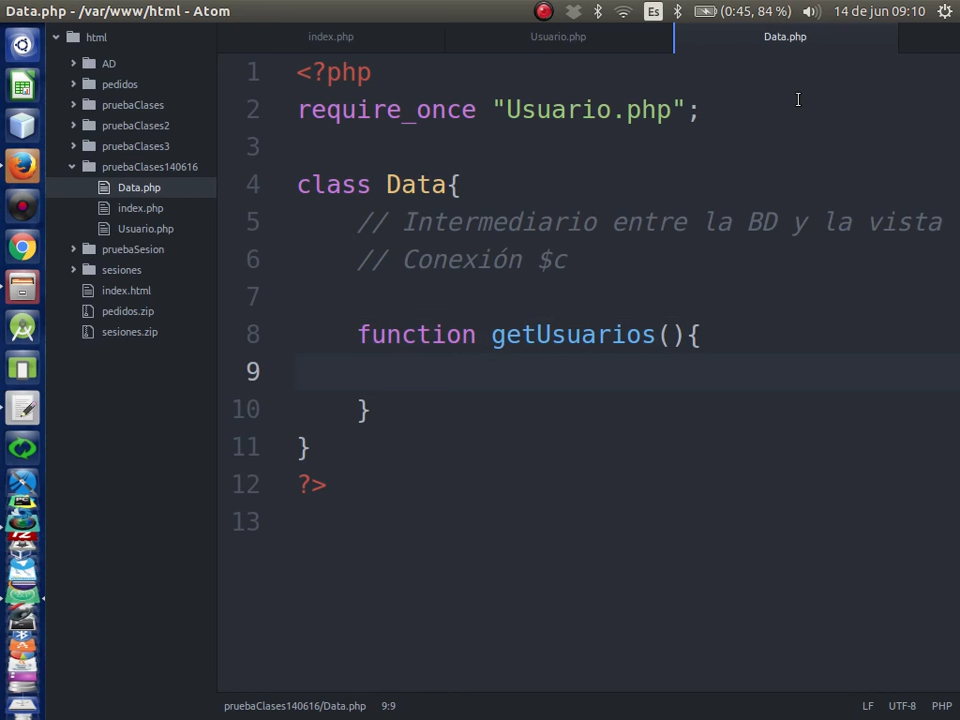 Data.php - /var/www/html - Atom
Es
(0:45, 84 %)
14 de jun 09:10
html
AD
pedidos
pruebaClases
pruebaClases2
pruebaClases3
pruebaClases140616
Data.php
index.php
Usuario.php
pruebaSesion
sesiones
index.html
pedidos.zip
sesiones.zip
index.php
Usuario.php
Data.php
1 <?php
2 require_once "Usuario.php";
3
4 class Data{
5 // Intermediario entre la BD y la vista
6 // Conexión $c
7
8 function getUsuarios(){
9
10 }
11 }
12 ?>
13
pruebaClases140616/Data.php 9:9
LF UTF-8 PHP